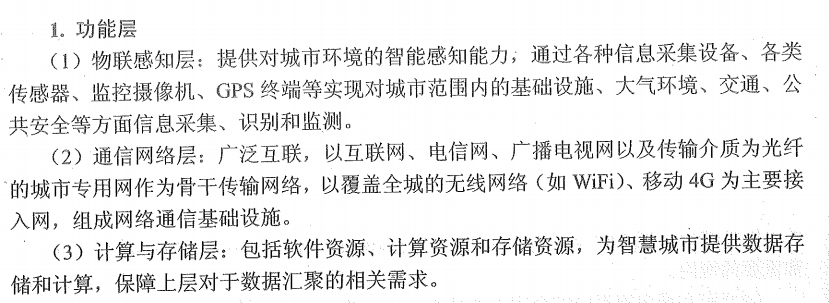 1. 功能层
（1）物联感知层：提供对城市环境的智能感知能力，通过各种信息采集设备、各类
传感器、监控摄像机、GPS 终端等实现对城市范围内的基础设施、大气环境、交通、公
共安全等方面信息采集、识别和监测。
（2）通信网络层：广泛互联，以互联网、电信网、广播电视网以及传输介质为光纤
的城市专用网作为骨干传输网络，以覆盖全城的无线网络（如 WiFi）、移动 4G 为主要接
入网，组成网络通信基础设施。
（3）计算与存储层：包括软件资源、计算资源和存储资源，为智慧城市提供数据存
储和计算，保障上层对于数据汇聚的相关需求。